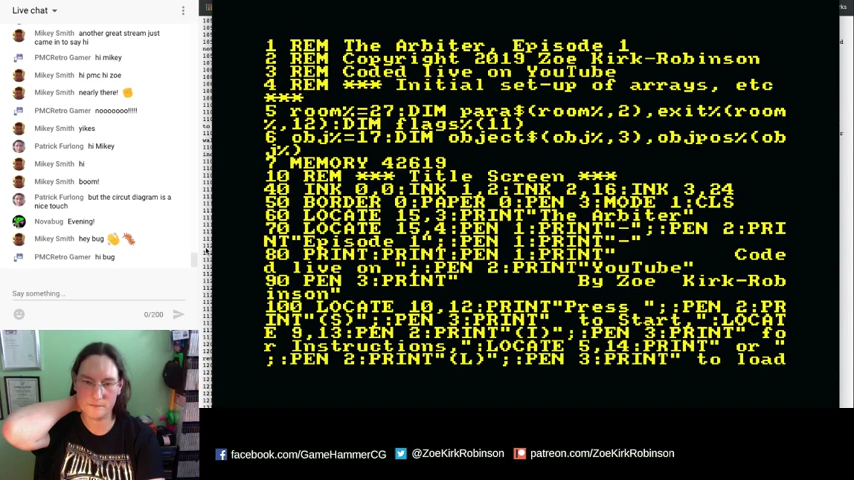 Live chat
Mikey Smith another great stream just
came in to say hi
PMCRetro Gamer hi mikey
Mikey Smith hi pmc hi zoe
Mikey Smith nearly there!
PMCRetro Gamer nooooooo!!!!!
Mikey Smith yikes
Patrick Furlong hi Mikey
Mikey Smith hi
Mikey Smith boom!
Patrick Furlong but the circut diagram is a
nice touch
Novabug Evening!
Mikey Smith hey bug
PMCRetro Gamer hi bug
Say something...
0/200
1 REM The Arbiter, Episode 1
2 REM Copyright 2019 Zoe Kirk-Robinson
3 REM Coded live on YouTube
4 REM *** Initial set-up of arrays, etc
***
5 room%=27:DIM para$(room%,2),exit%(room
%,12):DIM flags%(11)
6 obj%=17:DIM object$(obj%,3),objpos%(ob
j%)
7 MEMORY 42619
10 REM *** Title Screen ***
40 INK 0,0:INK 1,2:INK 2,16:INK 3,24
50 BORDER 0:PAPER 0:PEN 3:MODE 1:CLS
60 LOCATE 15,3:PRINT"The Arbiter"
70 LOCATE 15,4:PEN 1:PRINT"-";:PEN 2:PRI
NT"Episode 1";:PEN 1:PRINT"-"
80 PRINT:PRINT:PEN 1:PRINT" Code
d live on ";:PEN 2:PRINT"YouTube"
90 PEN 3:PRINT" By Zoe Kirk-Rob
inson"
100 LOCATE 10,12:PRINT"Press ";:PEN 2:PR
INT"(S)";:PEN 3:PRINT" to Start,":LOCAT
E 9,13:PEN 2:PRINT"(I)";:PEN 3:PRINT" fo
r Instructions,":LOCATE 5,14:PRINT" or "
;:PEN 2:PRINT"(L)";:PEN 3:PRINT" to load
facebook.com/GameHammerCG @ZoeKirkRobinson patreon.com/ZoeKirkRobinson